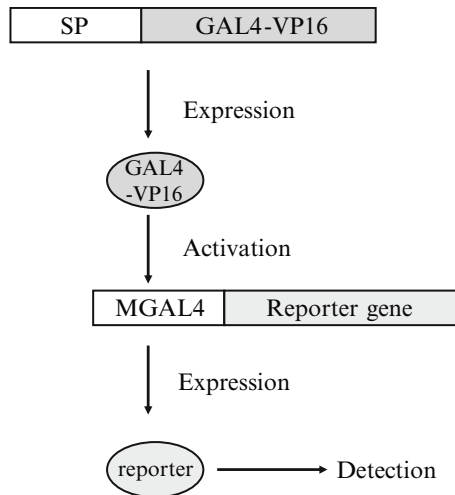 SP GAL4-VP16
Expression
GAL4
-VP16
Activation
MGAL4 Reporter gene
Expression
reporter Detection